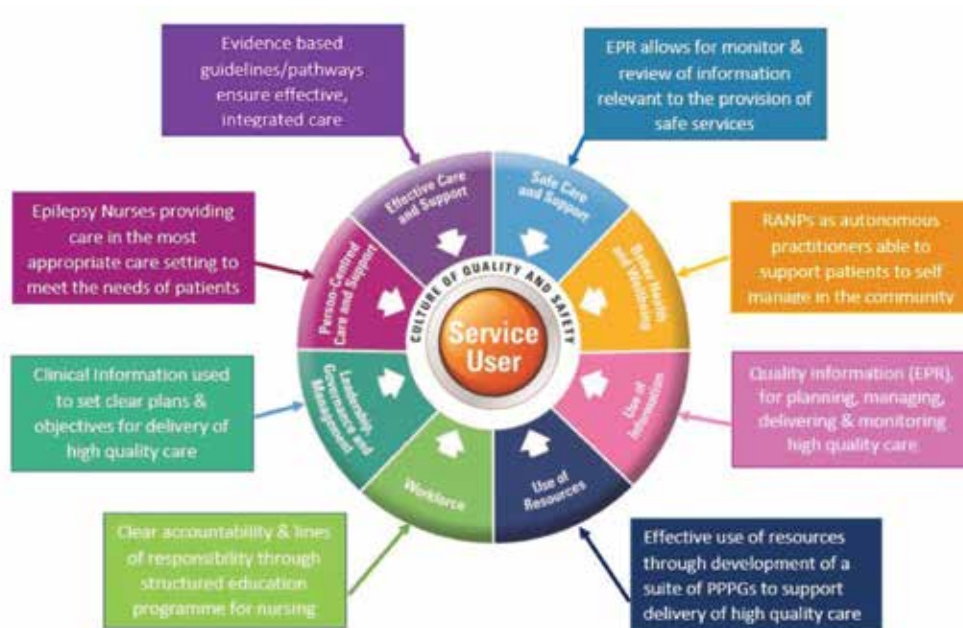 Evidence based
guidelines/pathways
ensure effective,
integrated care
EPR allows for monitor &
review of information
relevant to the provision of
safe services
Epilepsy Nurses providing
care in the most
appropriate care setting to
meet the needs of patients
RANPs as autonomous
practitioners able to
support patients to self
manage in the community
Clinical Information used
to set clear plans &
objectives for delivery of
high quality care
Quality information (EPR),
for planning, managing,
delivering & monitoring
high quality care.
Clear accountability & lines
of responsibility through
structured education
programme for nursing
Effective use of resources
through development of a
suite of PPPGs to support
delivery of high quality care
Effective Care
and Support
Safe Care
and Support
Better Health
and Wellbeing
Use of
Information
Use of
Resources
Workforce
Leadership,
Governance and
Management
Person-Centred
Care and Support
CULTURE OF QUALITY AND SAFETY
Service
User